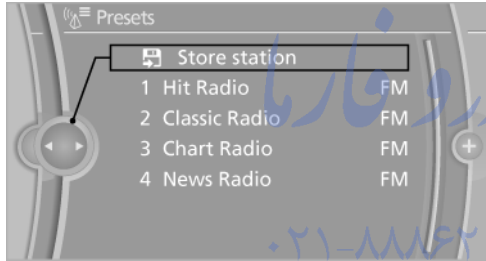 Presets
Store station
1 Hit Radio FM
2 Classic Radio FM
3 Chart Radio FM
4 News Radio FM